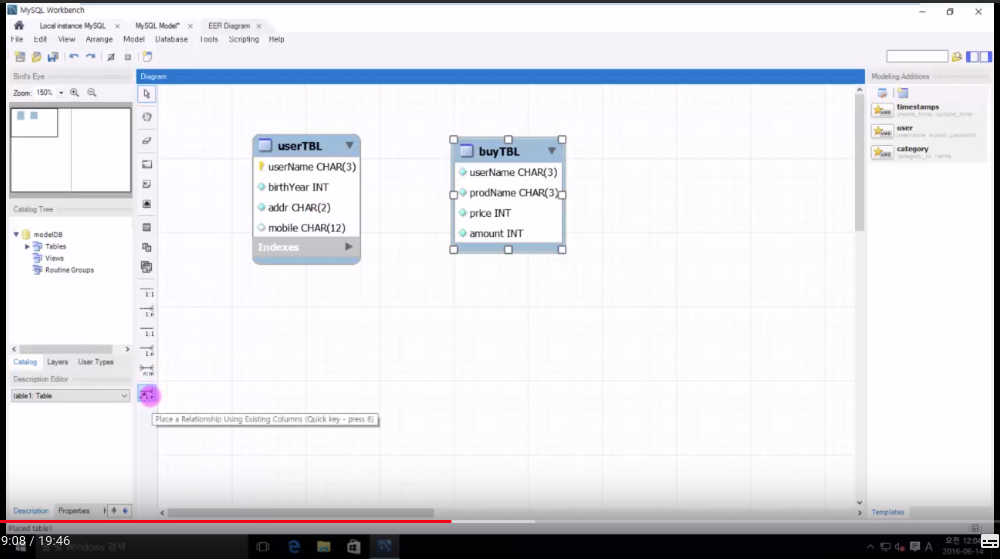 MySQL Workbench
Local instance MySQL × MySQL Model* × EER Diagram ×
File Edit View Arrange Model Database Tools Scripting Help
Bird's Eye
Zoom: 150%
Diagram
Modeling Additions
timestamps
create_time, update_time
user
username, email, password
category
category_id, name
userTBL
userName CHAR(3)
birthYear INT
addr CHAR(2)
mobile CHAR(12)
Indexes
buyTBL
userName CHAR(3)
prodName CHAR(3)
price INT
amount INT
Catalog Tree
modelDB
Tables
Views
Routine Groups
1:1
1:n
1:1
1:n
n:m
Catalog Layers User Types
Description Editor
table1: Table
Place a Relationship Using Existing Columns (Quick key - press 6)
Description Properties
Templates
Placed table1
9:08 / 19:46
검색
A
오전 12:04
2016-06-14